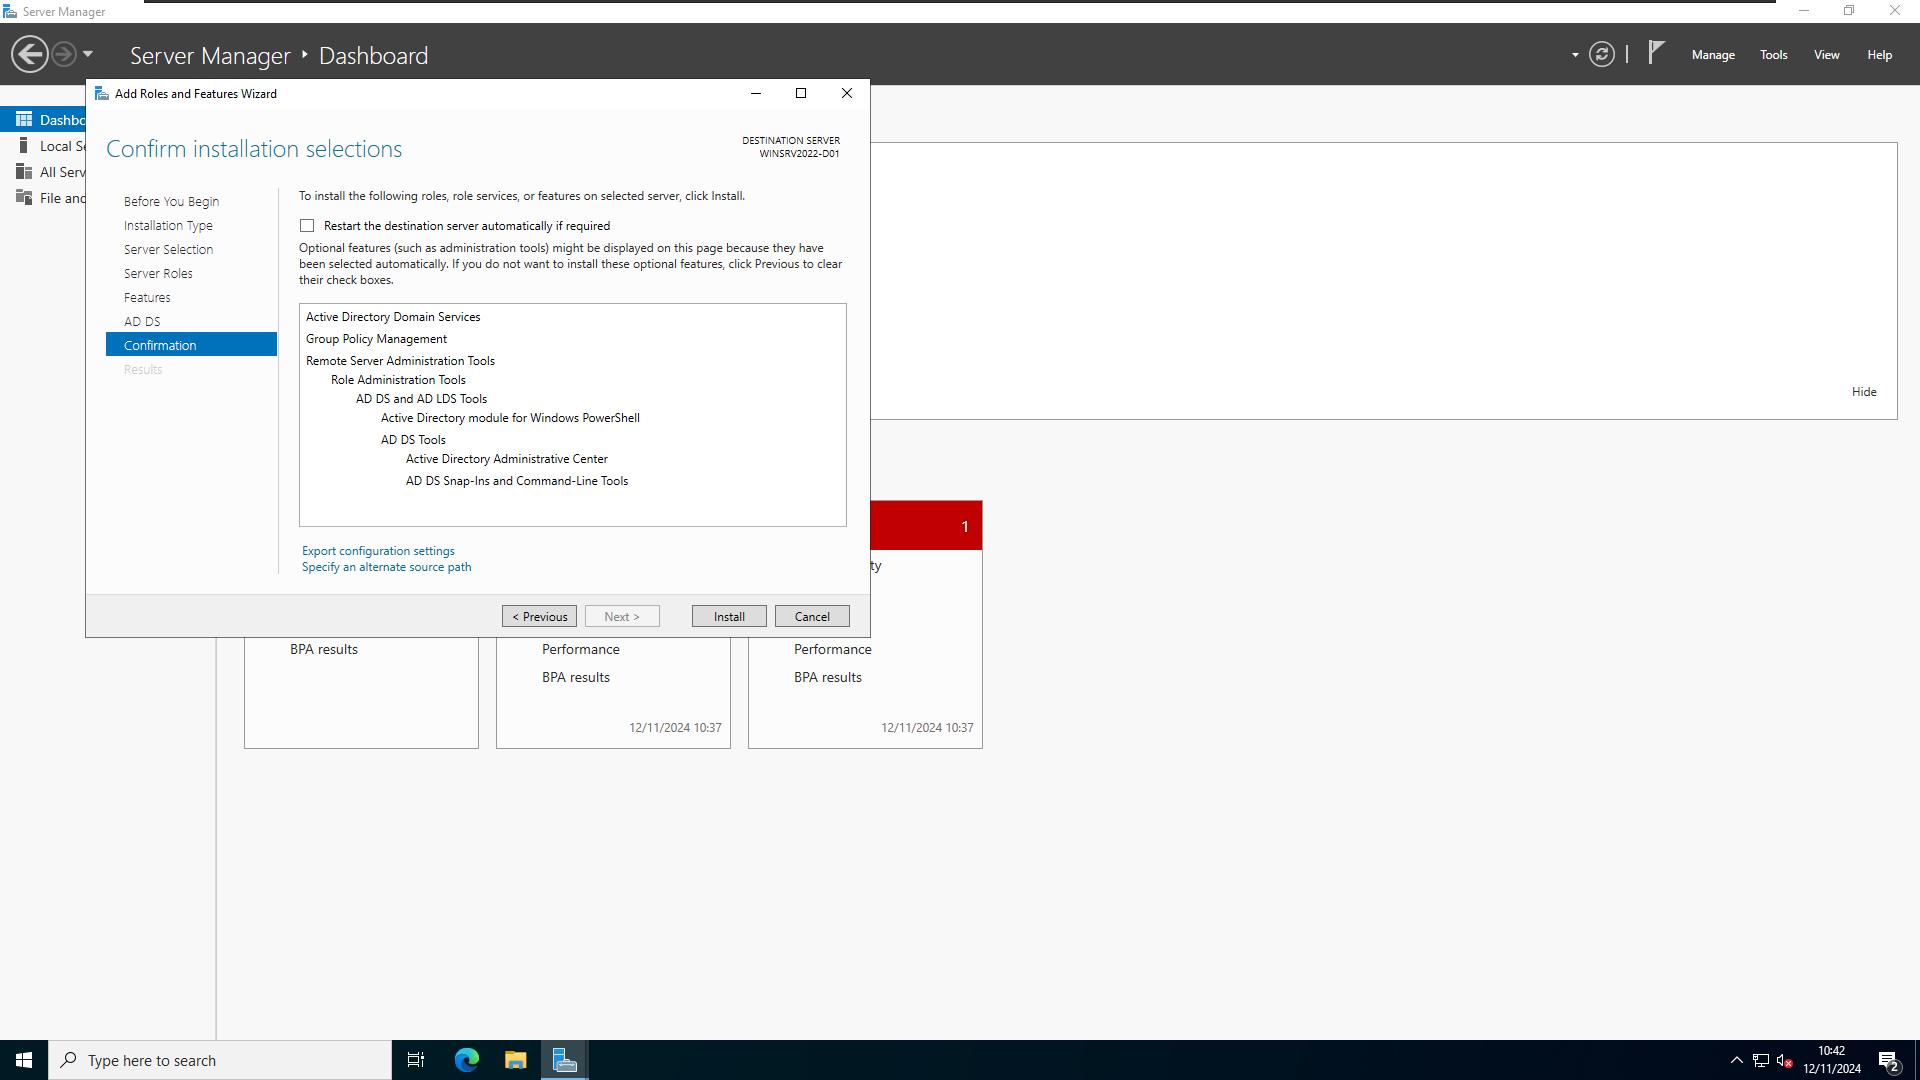 Server Manager
Server Manager ‣ Dashboard
Manage Tools View Help
Add Roles and Features Wizard
Dashbo
Local Se
All Serv
File and
Confirm installation selections
DESTINATION SERVER
WINSRV2022-D01
Before You Begin
Installation Type
Server Selection
Server Roles
Features
AD DS
Confirmation
Results
To install the following roles, role services, or features on selected server, click Install.
Restart the destination server automatically if required
Optional features (such as administration tools) might be displayed on this page because they have
been selected automatically. If you do not want to install these optional features, click Previous to clear
their check boxes.
Active Directory Domain Services
Group Policy Management
Remote Server Administration Tools
Role Administration Tools
AD DS and AD LDS Tools
Active Directory module for Windows PowerShell
AD DS Tools
Active Directory Administrative Center
AD DS Snap-Ins and Command-Line Tools
Export configuration settings
Specify an alternate source path
< Previous
Next >
Install
Cancel
Hide
1
ty
BPA results
Performance
BPA results
12/11/2024 10:37
Performance
BPA results
12/11/2024 10:37
Type here to search
10:42
12/11/2024
2